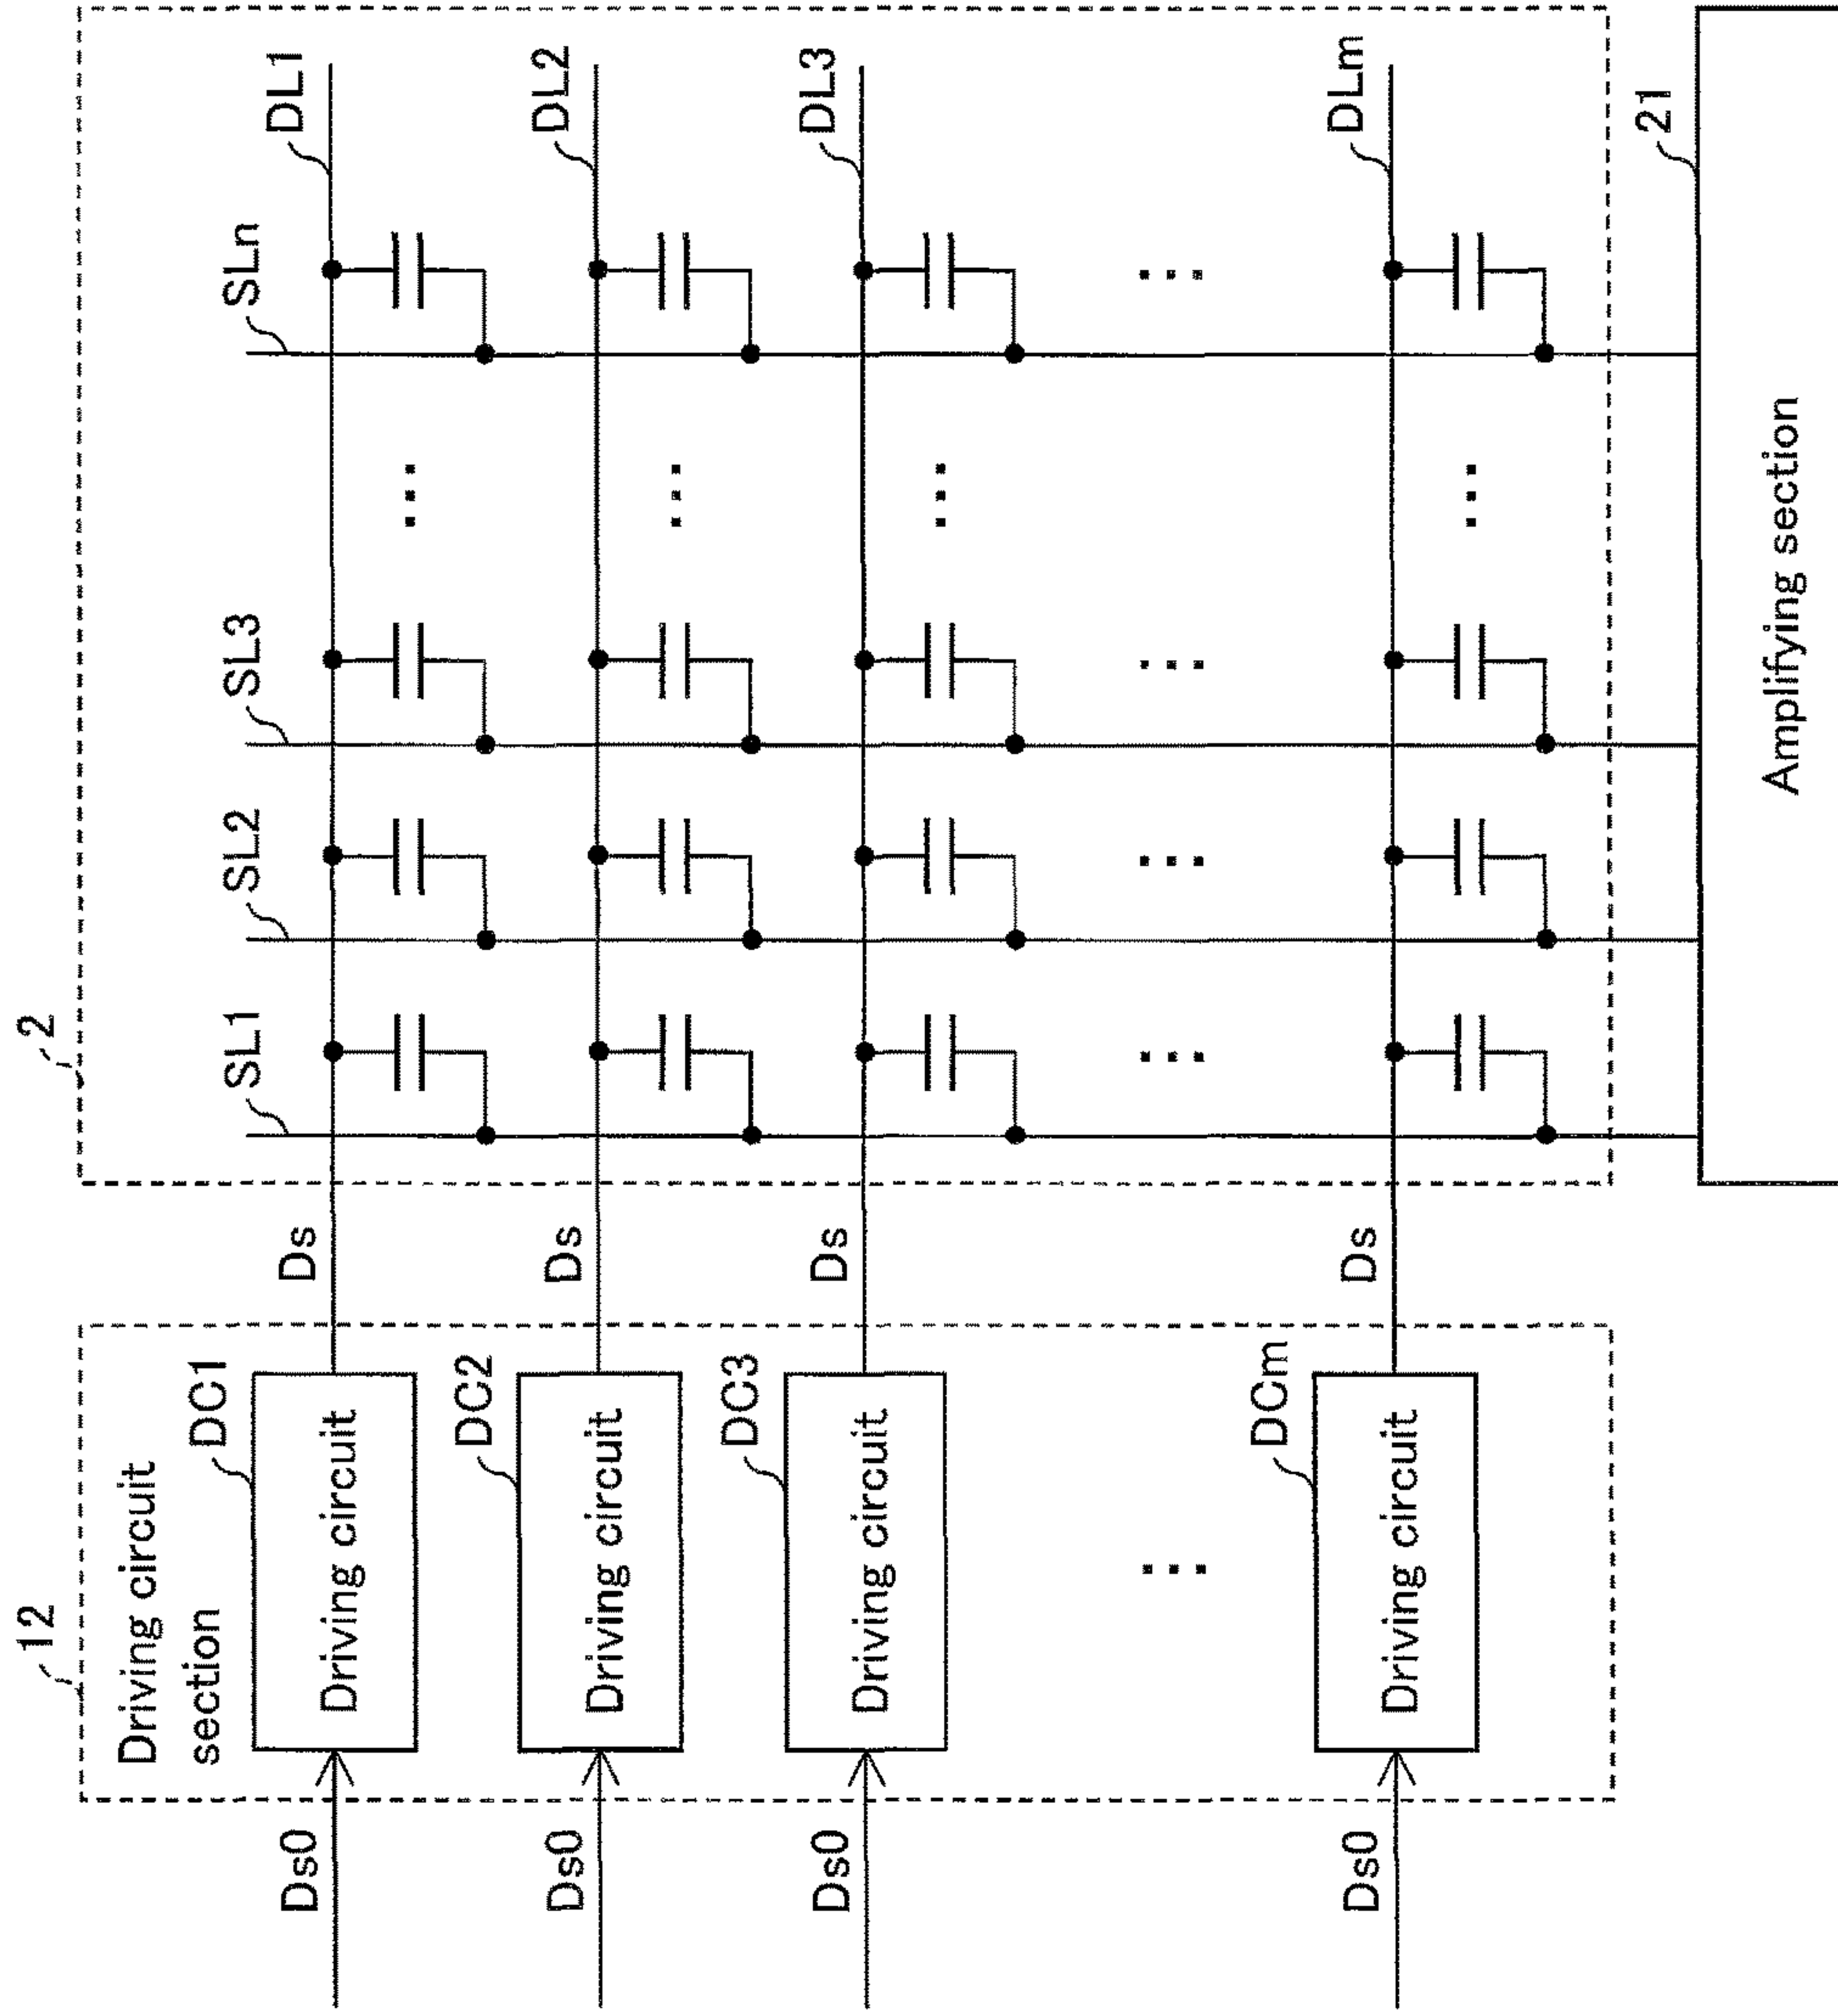 12
Driving circuit
section
DC1
Driving circuit
DC2
Driving circuit
DC3
Driving circuit
DCm
Driving circuit
Ds0
Ds0
Ds0
Ds0
Ds
Ds
Ds
Ds
2
SL1
SL2
SL3
SLn
DL1
DL2
DL3
DLm
21
Amplifying section